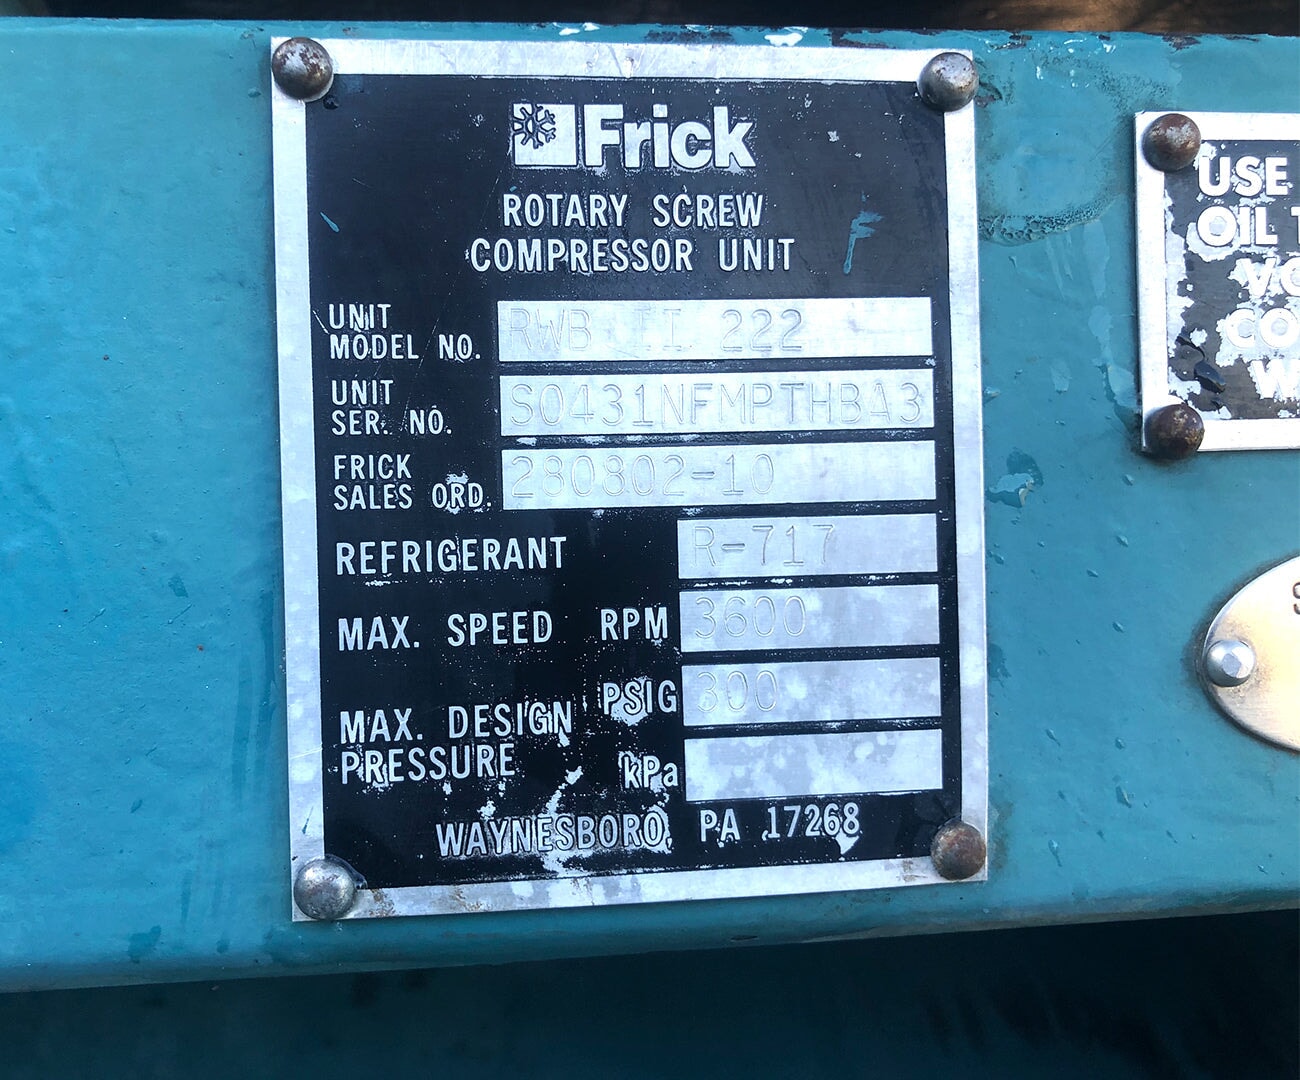 Frick
ROTARY SCREW
COMPRESSOR UNIT
UNIT
MODEL NO. RWB II 222
UNIT
SER. NO. S0431NFMPTHBA3
FRICK
SALES ORD. 280802-10
REFRIGERANT R-717
MAX. SPEED RPM 3600
MAX. DESIGN
PRESSURE
PSIG 300
kPa
WAYNESBORO, PA 17268
USE
OIL